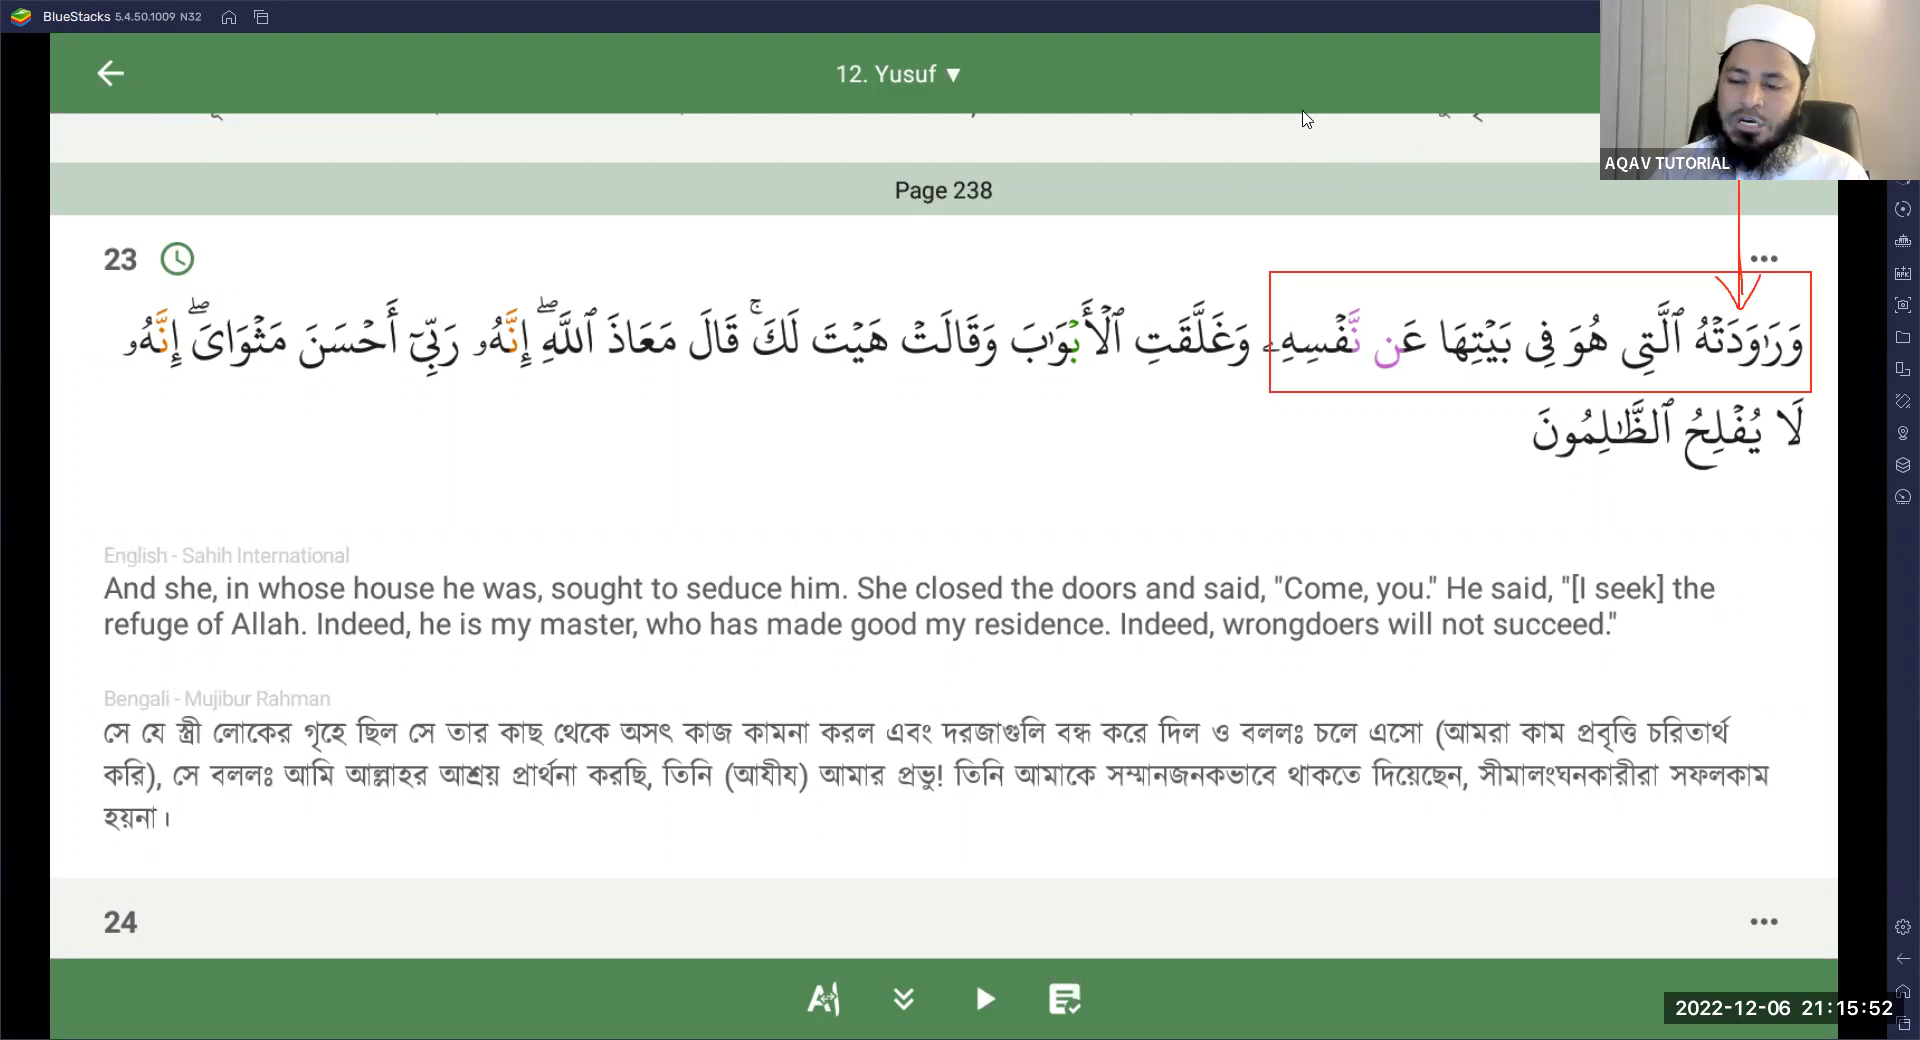 BlueStacks 5.4.50.1009 N32
12. Yusuf ▼
AQAV TUTORIAL
Page 238
23
وَرَٰوَدَتْهُ ٱلَّتِى هُوَ فِى بَيْتِهَا عَن نَّفْسِهِۦ وَغَلَّقَتِ ٱلْأَبْوَٰبَ وَقَالَتْ هَيْتَ لَكَ ۚ قَالَ مَعَاذَ ٱللَّهِ ۖ إِنَّهُۥ رَبِّىٓ أَحْسَنَ مَثْوَاىَ ۖ إِنَّهُۥ
لَا يُفْلِحُ ٱلظَّٰلِمُونَ
English - Sahih International
And she, in whose house he was, sought to seduce him. She closed the doors and said, "Come, you." He said, "[I seek] the
refuge of Allah. Indeed, he is my master, who has made good my residence. Indeed, wrongdoers will not succeed."
Bengali - Mujibur Rahman
সে যে স্ত্রী লোকের গৃহে ছিল সে তার কাছ থেকে অসৎ কাজ কামনা করল এবং দরজাগুলি বন্ধ করে দিল ও বললঃ চলে এসো (আমরা কাম প্রবৃত্তি চরিতার্থ
করি), সে বললঃ আমি আল্লাহর আশ্রয় প্রার্থনা করছি, তিনি (আযীয) আমার প্রভু! তিনি আমাকে সম্মানজনকভাবে থাকতে দিয়েছেন, সীমালংঘনকারীরা সফলকাম
হয়না।
24
2022-12-06 21:15:52